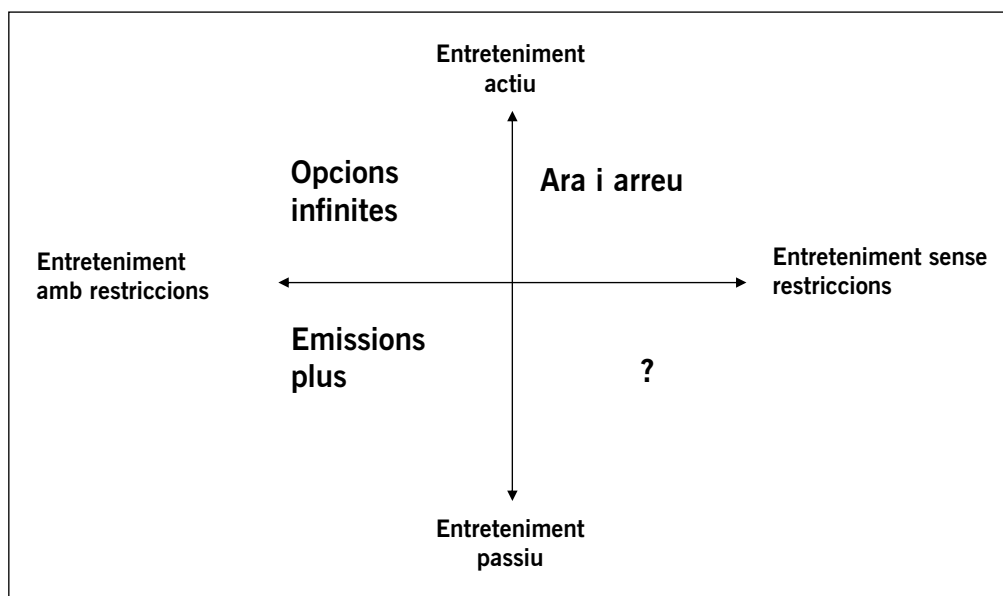 Entreteniment
actiu
Opcions
infinites
Ara i arreu
Entreteniment
amb restriccions
Entreteniment sense
restriccions
Emissions
plus
?
Entreteniment
passiu